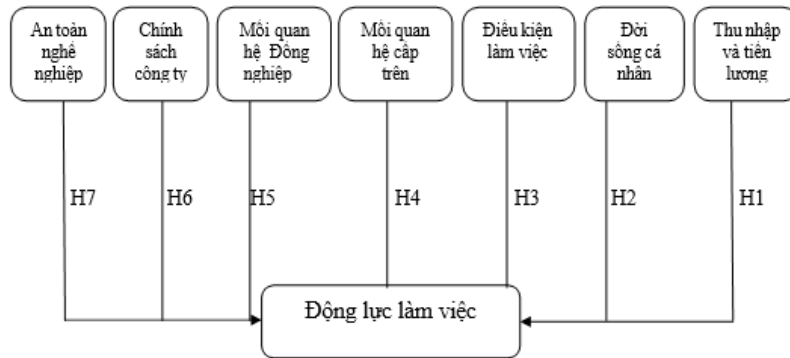 An toàn
nghề
nghiệp
Chính
sách
công ty
Mối quan
hệ Đồng
nghiệp
Mối quan
hệ cấp
trên
Điều kiện
làm việc
Đời
sống cá
nhân
Thu nhập
và tiền
lương
H7
H6
H5
H4
H3
H2
H1
Động lực làm việc